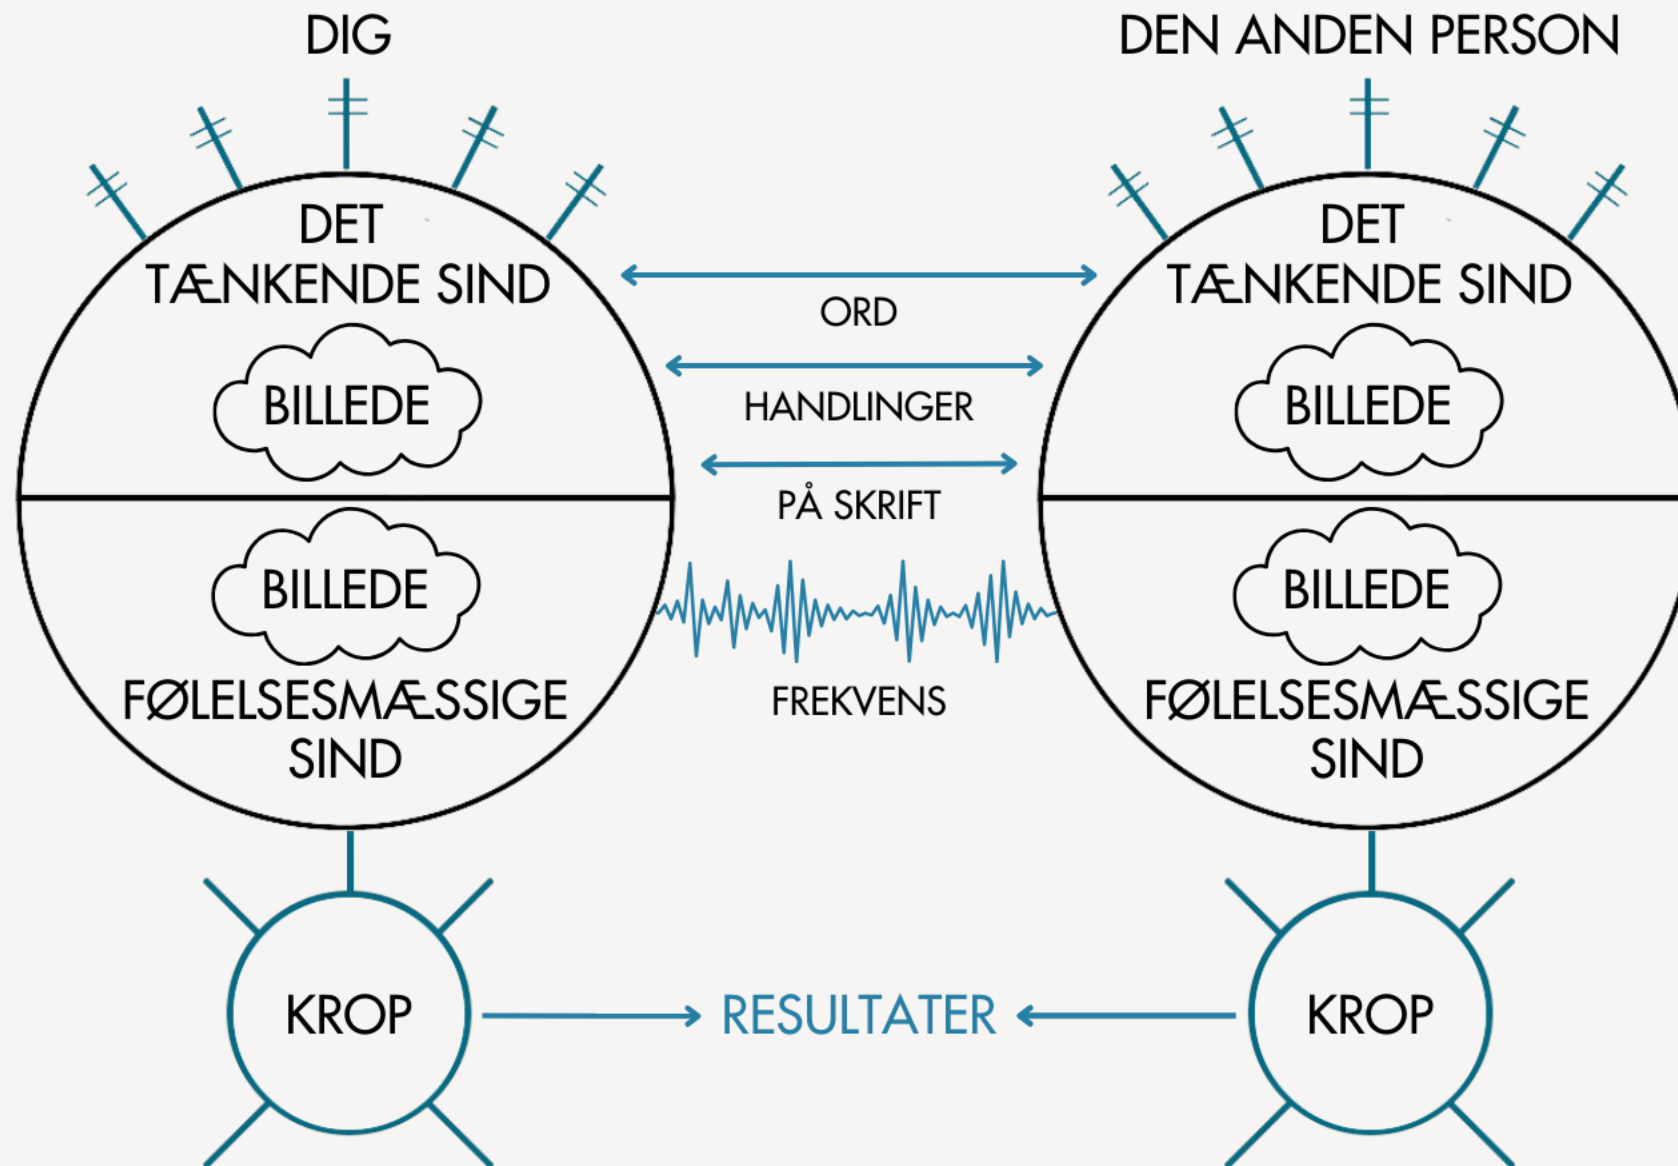 DIG
DET
TÆNKENDE SIND
BILLEDE
BILLEDE
FØLELSESMÆSSIGE
SIND
KROP
ORD
HANDLINGER
PÅ SKRIFT
FREKVENS
RESULTATER
DEN ANDEN PERSON
DET
TÆNKENDE SIND
BILLEDE
BILLEDE
FØLELSESMÆSSIGE
SIND
KROP